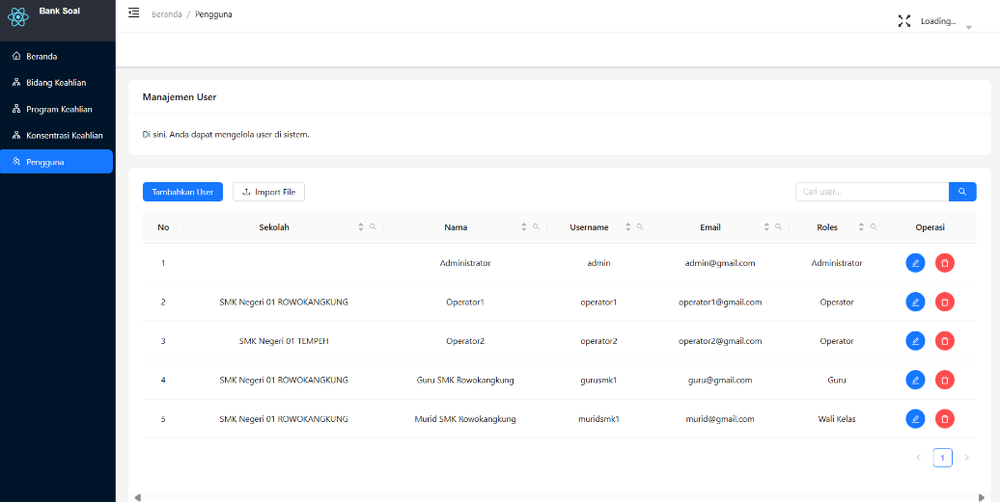 Bank Soal
Beranda
Bidang Keahlian
Program Keahlian
Konsentrasi Keahlian
Pengguna
Beranda / Pengguna
Loading...
Manajemen User
Di sini, Anda dapat mengelola user di sistem.
Tambahkan User Import File Cari user...
No Sekolah Nama Username Email Roles Operasi
1 Administrator admin admin@gmail.com Administrator
2 SMK Negeri 01 ROWOKANGKUNG Operator1 operator1 operator1@gmail.com Operator
3 SMK Negeri 01 TEMPEH Operator2 operator2 operator2@gmail.com Operator
4 SMK Negeri 01 ROWOKANGKUNG Guru SMK Rowokangkung gurusmk1 guru@gmail.com Guru
5 SMK Negeri 01 ROWOKANGKUNG Murid SMK Rowokangkung muridsmk1 murid@gmail.com Wali Kelas
1